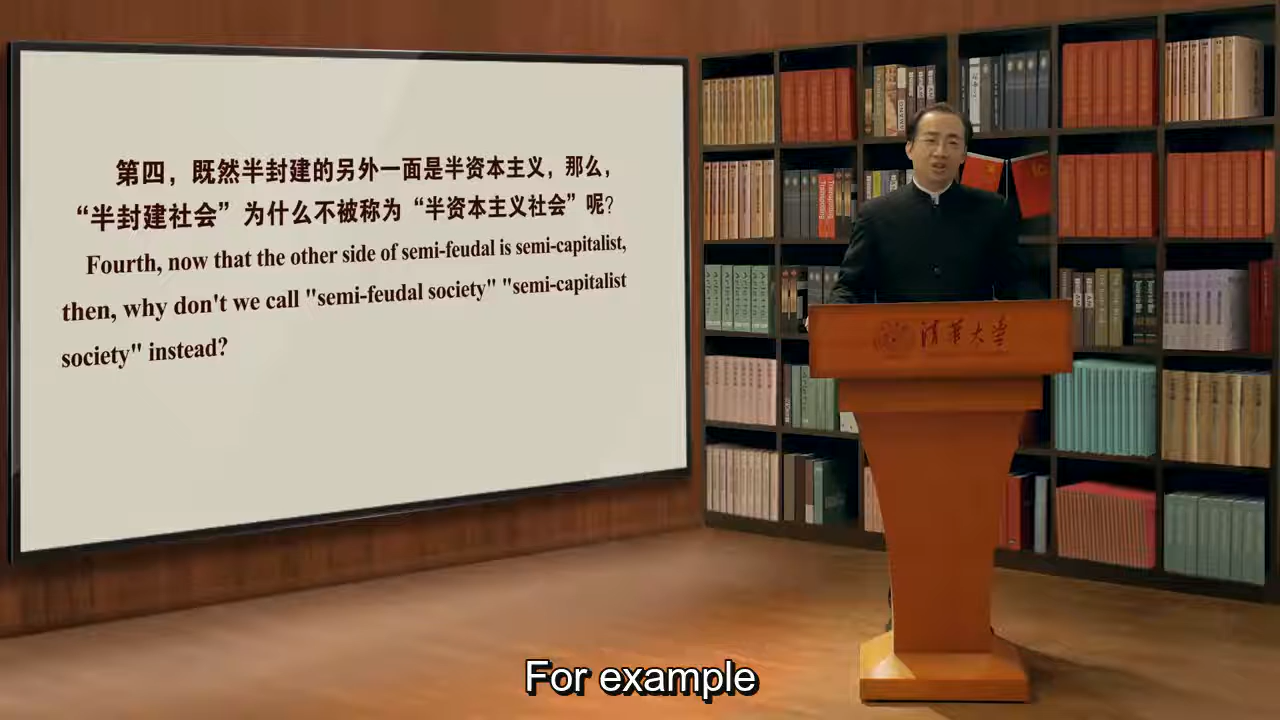 第四，既然半封建的另外一面是半资本主义，那么，
“半封建社会”为什么不被称为“半资本主义社会”呢？
Fourth, now that the other side of semi-feudal is semi-capitalist,
then, why don't we call "semi-feudal society" "semi-capitalist
society" instead?
清华大学
For example